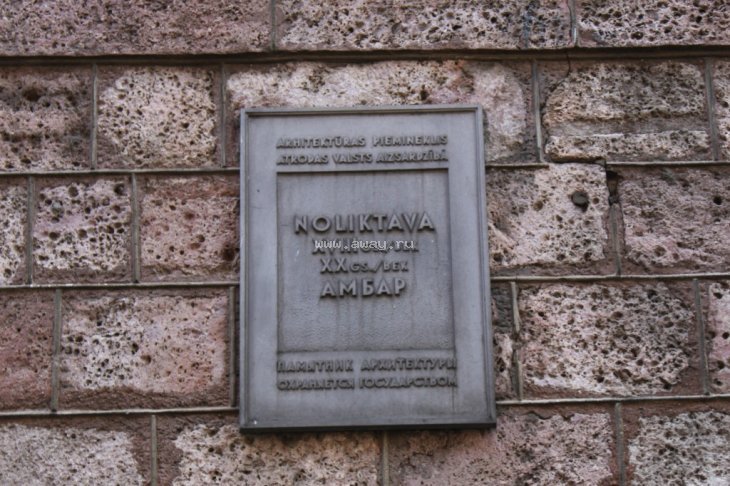 ARHITEKTŪRAS PIEMINEKLIS
ATRODAS VALSTS AIZSARDZĪBĀ
NOLIKTAVA
www.away.ru
XX GS./ВЕК
АМБАР
ПАМЯТНИК АРХИТЕКТУРЫ
ОХРАНЯЕТСЯ ГОСУДАРСТВОМ